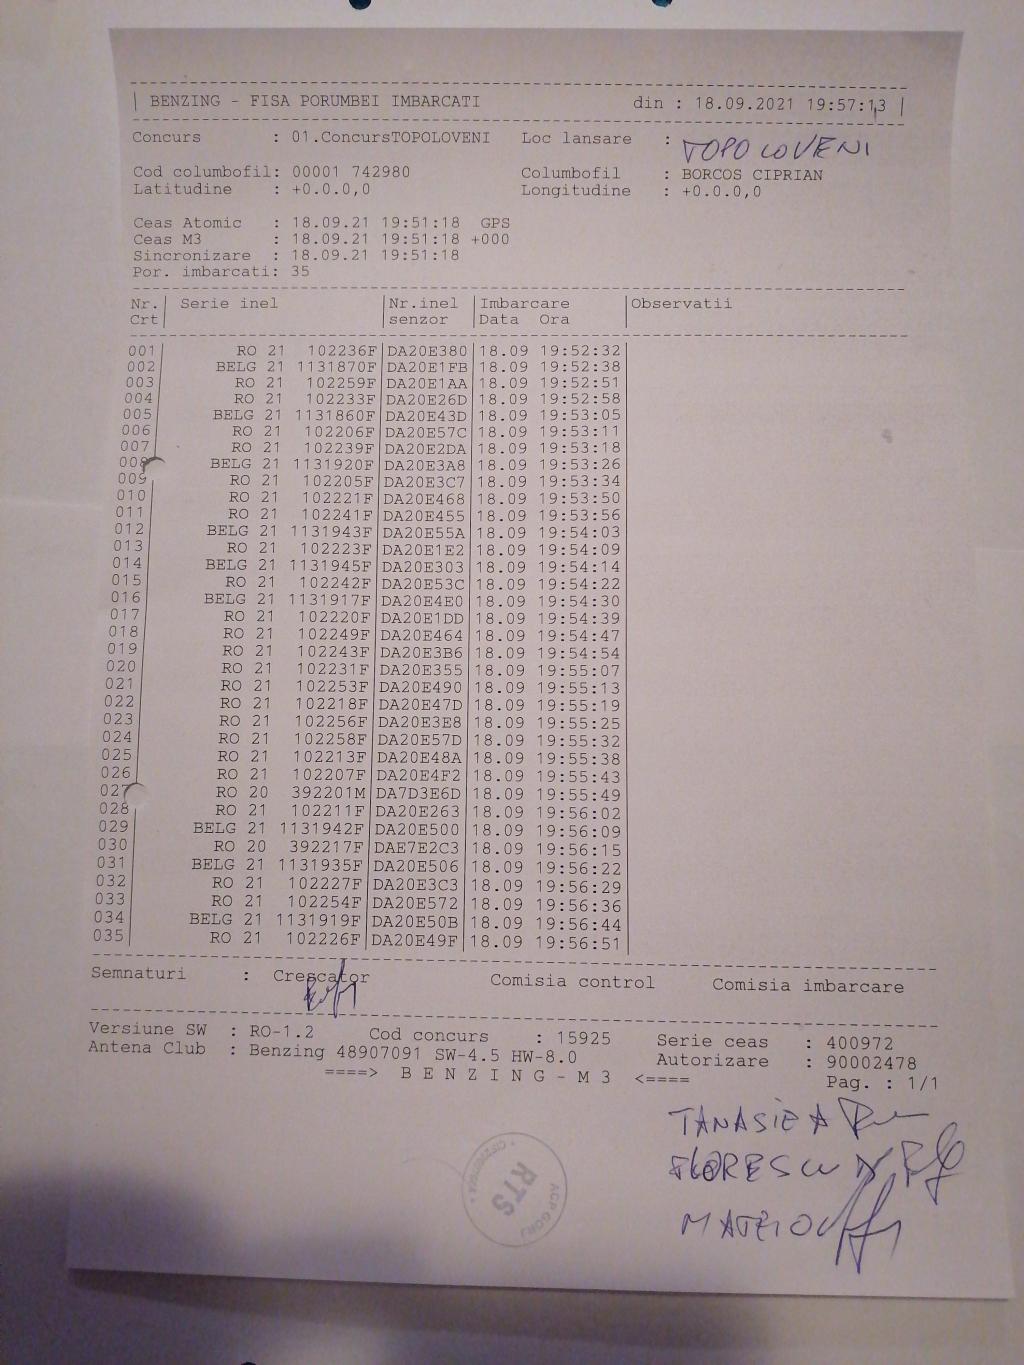 BENZING - FISA PORUMBEI IMBARCATI din : 18.09.2021 19:57:13
Concurs : 01.ConcursTOPOLOVENI Loc lansare : TOPOLOVENI
Cod columbofil: 00001 742980 Columbofil : BORCOS CIPRIAN
Latitudine : +0.0.0,0 Longitudine : +0.0.0,0
Ceas Atomic : 18.09.21 19:51:18 GPS
Ceas M3 : 18.09.21 19:51:18 +000
Sincronizare : 18.09.21 19:51:18
Por. imbarcati: 35
Nr. Serie inel Nr.inel Imbarcare Observatii
Crt senzor Data Ora
001 RO 21 102236F DA20E380 18.09 19:52:32
002 BELG 21 1131870F DA20E1FB 18.09 19:52:38
003 RO 21 102259F DA20E1AA 18.09 19:52:51
004 RO 21 102233F DA20E26D 18.09 19:52:58
005 BELG 21 1131860F DA20E43D 18.09 19:53:05
006 RO 21 102206F DA20E57C 18.09 19:53:11
007 RO 21 102239F DA20E2DA 18.09 19:53:18
008 BELG 21 1131920F DA20E3A8 18.09 19:53:26
009 RO 21 102205F DA20E3C7 18.09 19:53:34
010 RO 21 102221F DA20E468 18.09 19:53:50
011 RO 21 102241F DA20E455 18.09 19:53:56
012 BELG 21 1131943F DA20E55A 18.09 19:54:03
013 RO 21 102223F DA20E1E2 18.09 19:54:09
014 BELG 21 1131945F DA20E303 18.09 19:54:14
015 RO 21 102242F DA20E53C 18.09 19:54:22
016 BELG 21 1131917F DA20E4E0 18.09 19:54:30
017 RO 21 102220F DA20E1DD 18.09 19:54:39
018 RO 21 102249F DA20E464 18.09 19:54:47
019 RO 21 102243F DA20E3B6 18.09 19:54:54
020 RO 21 102231F DA20E355 18.09 19:55:07
021 RO 21 102253F DA20E490 18.09 19:55:13
022 RO 21 102218F DA20E47D 18.09 19:55:19
023 RO 21 102256F DA20E3E8 18.09 19:55:25
024 RO 21 102258F DA20E57D 18.09 19:55:32
025 RO 21 102213F DA20E48A 18.09 19:55:38
026 RO 21 102207F DA20E4F2 18.09 19:55:43
027 RO 20 392201M DA7D3E6D 18.09 19:55:49
028 RO 21 102211F DA20E263 18.09 19:56:02
029 BELG 21 1131942F DA20E500 18.09 19:56:09
030 RO 20 392217F DAE7E2C3 18.09 19:56:15
031 BELG 21 1131935F DA20E506 18.09 19:56:22
032 RO 21 102227F DA20E3C3 18.09 19:56:29
033 RO 21 102254F DA20E572 18.09 19:56:36
034 BELG 21 1131919F DA20E50B 18.09 19:56:44
035 RO 21 102226F DA20E49F 18.09 19:56:51
Semnaturi : Crescator Comisia control Comisia imbarcare
Versiune SW : RO-1.2 Cod concurs : 15925 Serie ceas : 400972
Antena Club : Benzing 48907091 SW-4.5 HW-8.0 Autorizare : 90002478
====> B E N Z I N G - M 3 <==== Pag. : 1/1
TANASIE A
FLORESCU N
RTS
ACP GORJ